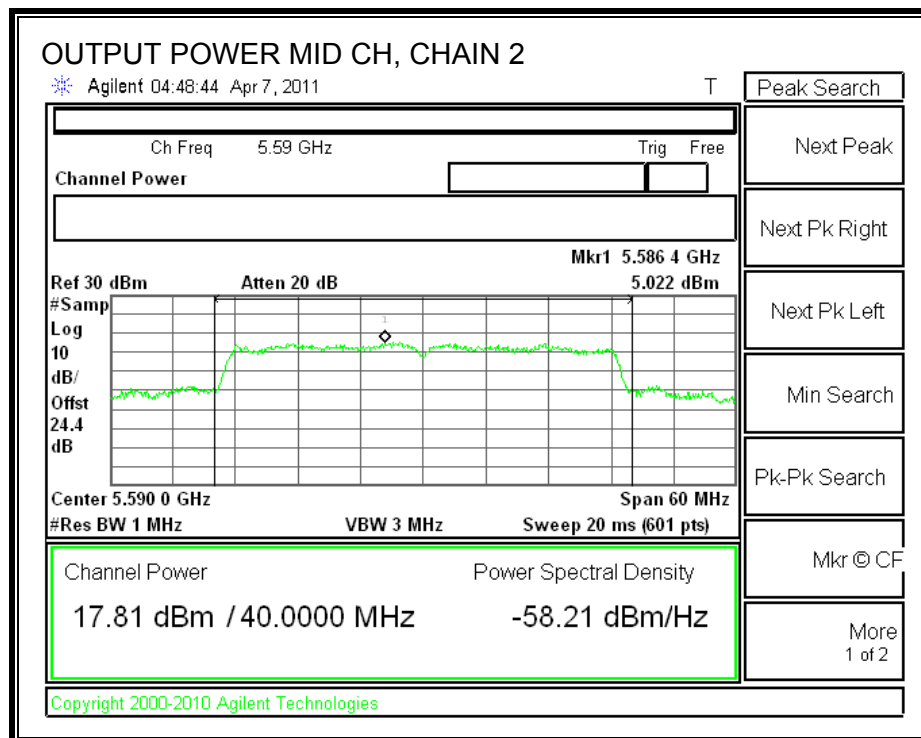 OUTPUT POWER MID CH, CHAIN 2
Agilent 04:48:44 Apr 7, 2011 T
Peak Search
Ch Freq 5.59 GHz Trig Free
Channel Power
Mkr1 5.586 4 GHz
Ref 30 dBm Atten 20 dB 5.022 dBm
#Samp
Log
10
dB/
Offst
24.4
dB
1
Center 5.590 0 GHz Span 60 MHz
#Res BW 1 MHz VBW 3 MHz Sweep 20 ms (601 pts)
Channel Power Power Spectral Density
17.81 dBm / 40.0000 MHz -58.21 dBm/Hz
Copyright 2000-2010 Agilent Technologies
Next Peak
Next Pk Right
Next Pk Left
Min Search
Pk-Pk Search
Mkr © CF
More
1 of 2